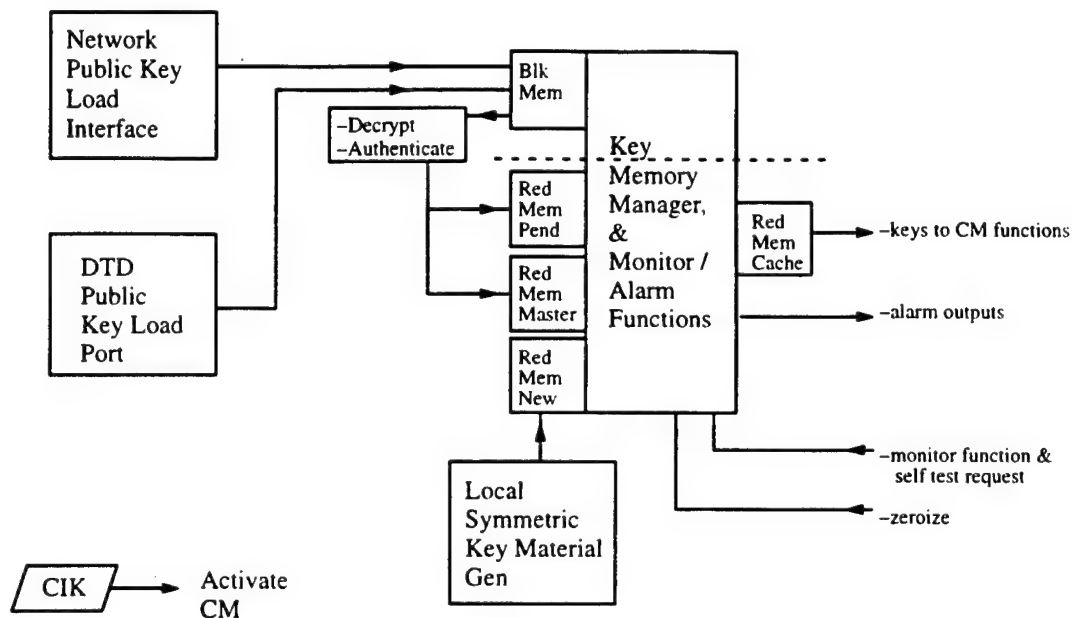 Network
Public Key
Load
Interface
Blk
Mem
–Decrypt
–Authenticate
Key
Memory
Manager,
&
Monitor /
Alarm
Functions
Red
Mem
Pend
Red
Mem
Cache
–keys to CM functions
DTD
Public
Key Load
Port
Red
Mem
Master
–alarm outputs
Red
Mem
New
–monitor function &
self test request
Local
Symmetric
Key Material
Gen
–zeroize
CIK
Activate
CM